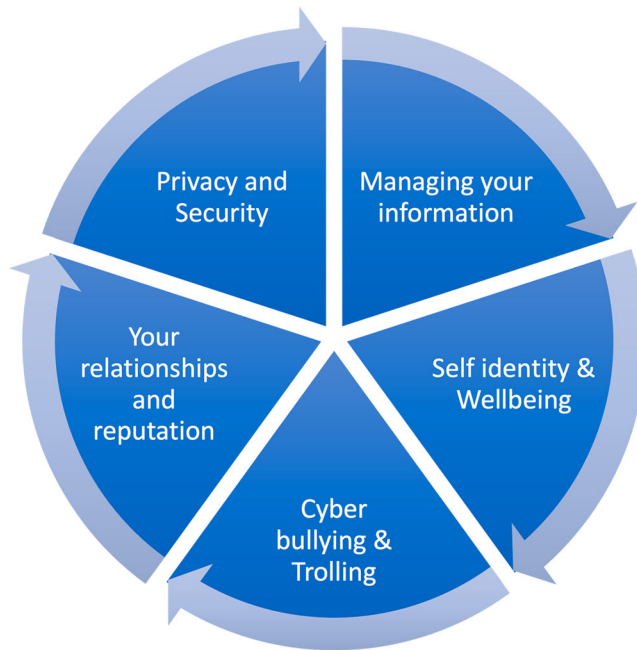 Privacy and
Security
Managing your
information
Self identity &
Wellbeing
Cyber
bullying &
Trolling
Your
relationships
and
reputation